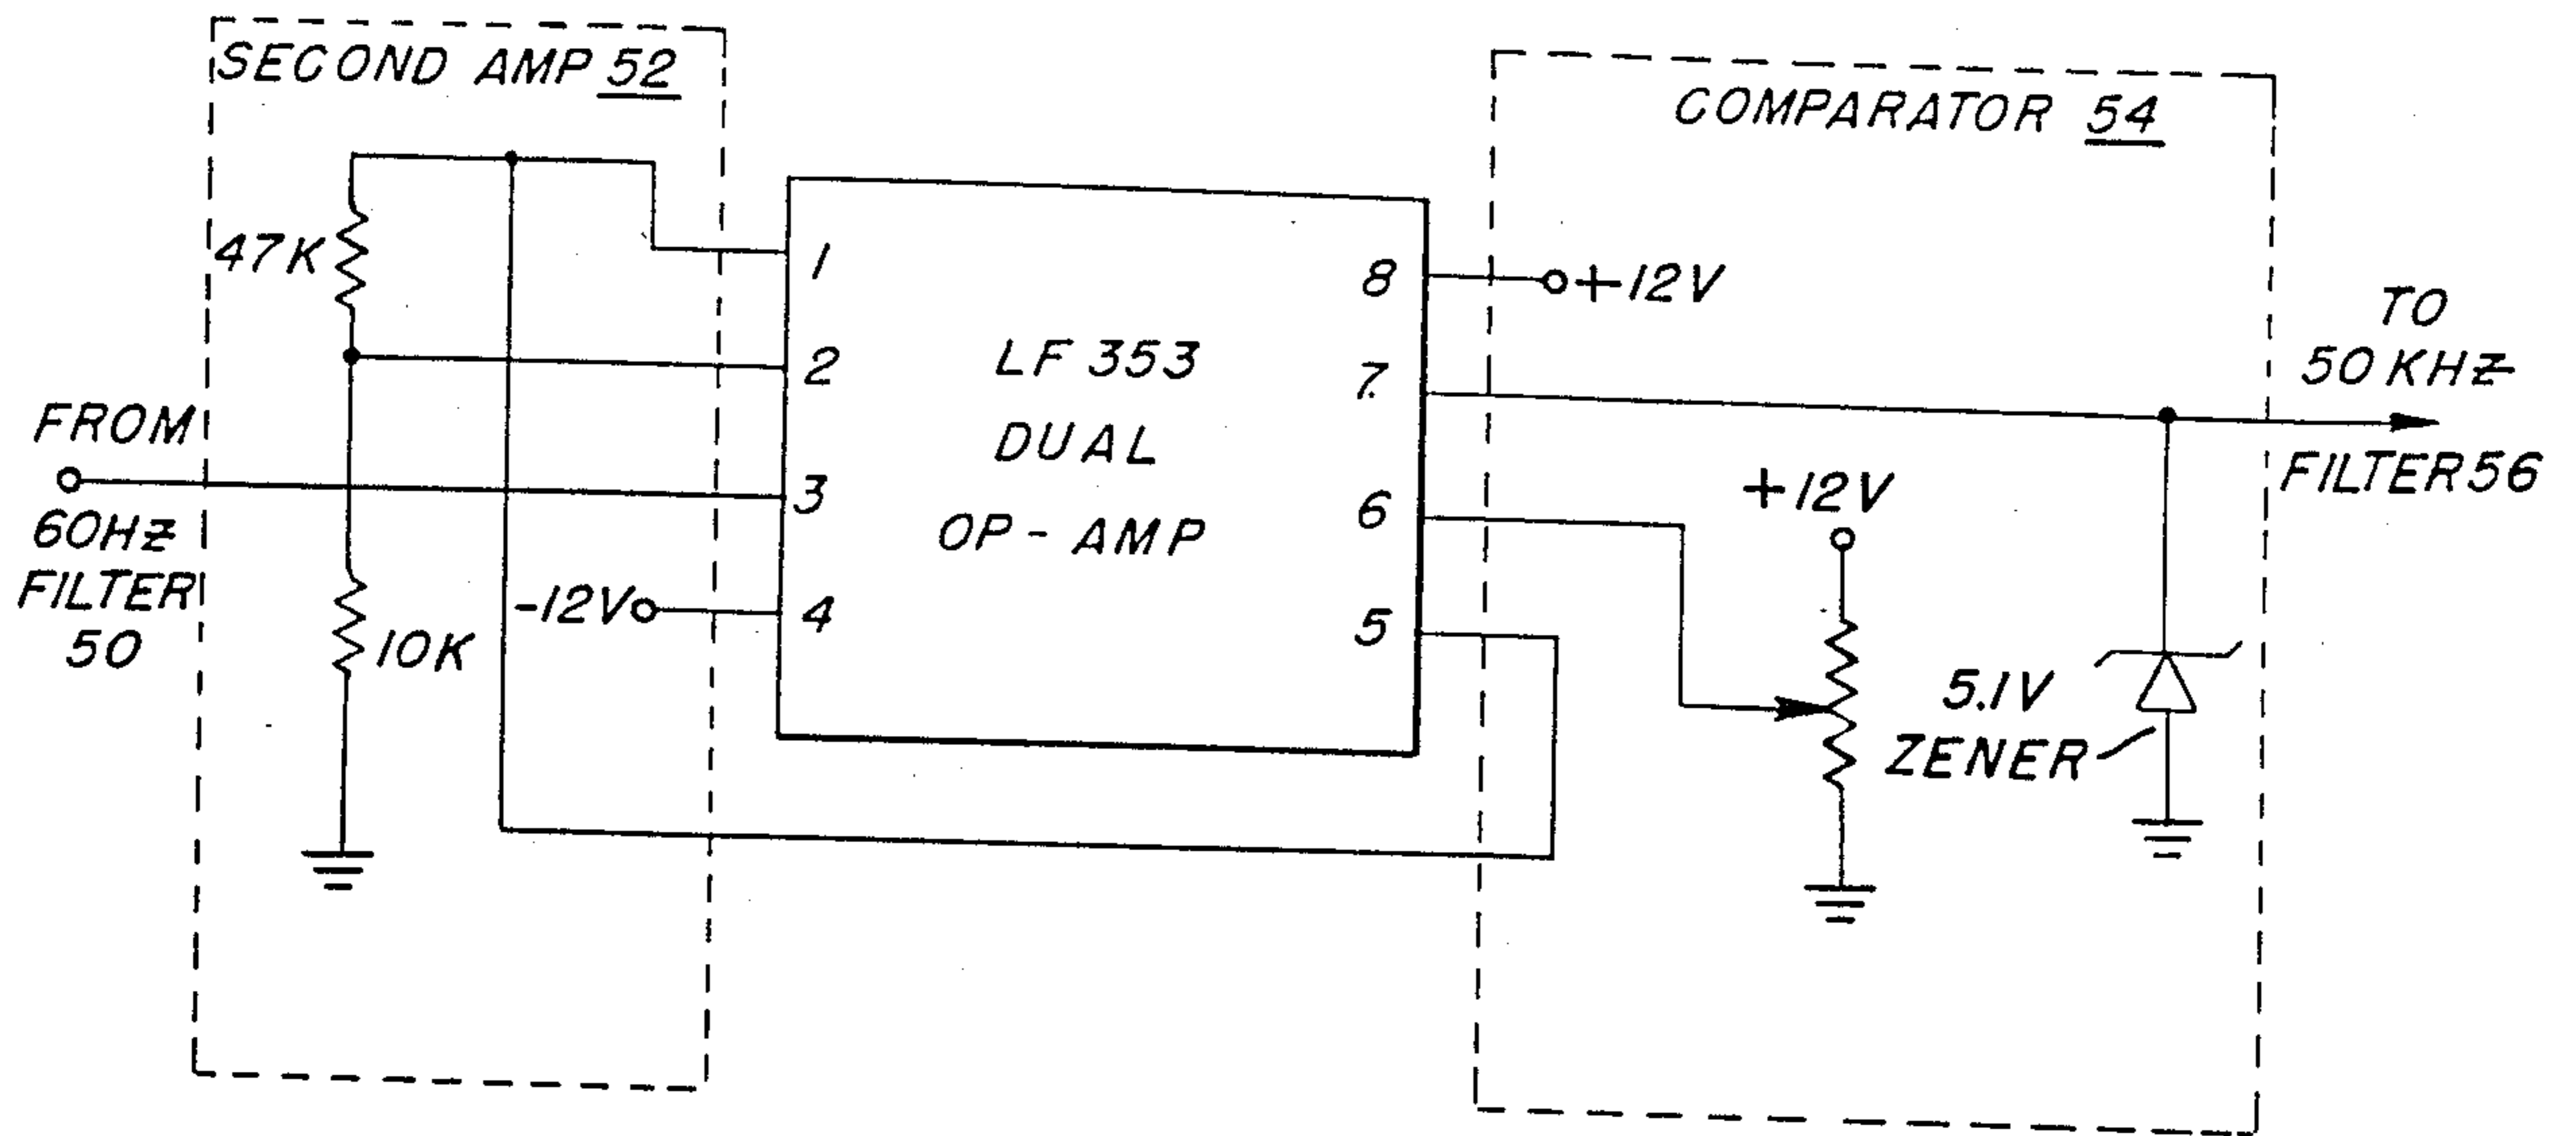 SECOND AMP 52
COMPARATOR 54
47K
1
8
+12V
TO
50 KHZ
FILTER 56
LF 353
DUAL
OP-AMP
2
7
FROM
60HZ
FILTER
50
3
6
+12V
-12V
4
5
10K
5.1V
ZENER